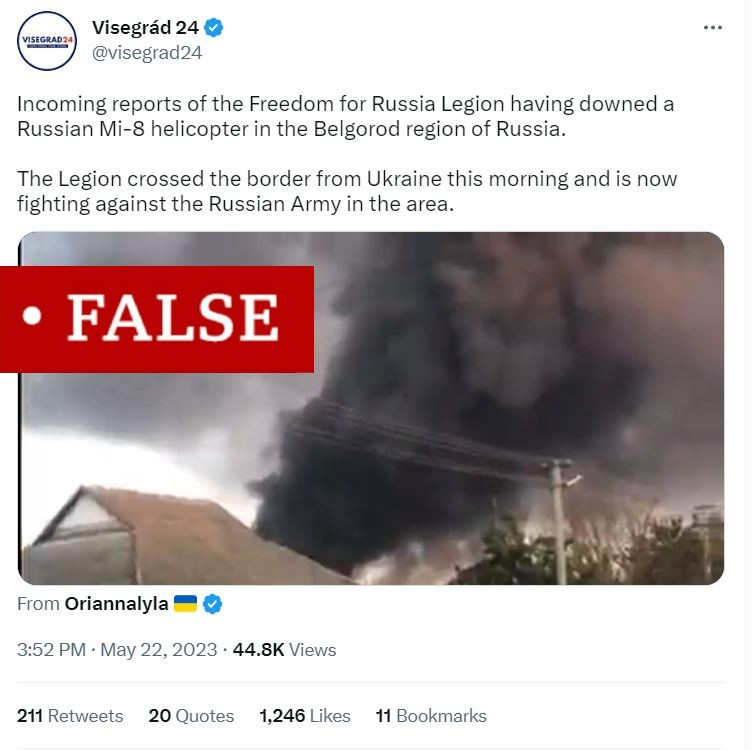 VISEGRAD24
Visegrád 24
@visegrad24
Incoming reports of the Freedom for Russia Legion having downed a
Russian Mi-8 helicopter in the Belgorod region of Russia.
The Legion crossed the border from Ukraine this morning and is now
fighting against the Russian Army in the area.
• FALSE
From Oriannalyla 🇺🇦
3:52 PM · May 22, 2023 · 44.8K Views
211 Retweets 20 Quotes 1,246 Likes 11 Bookmarks